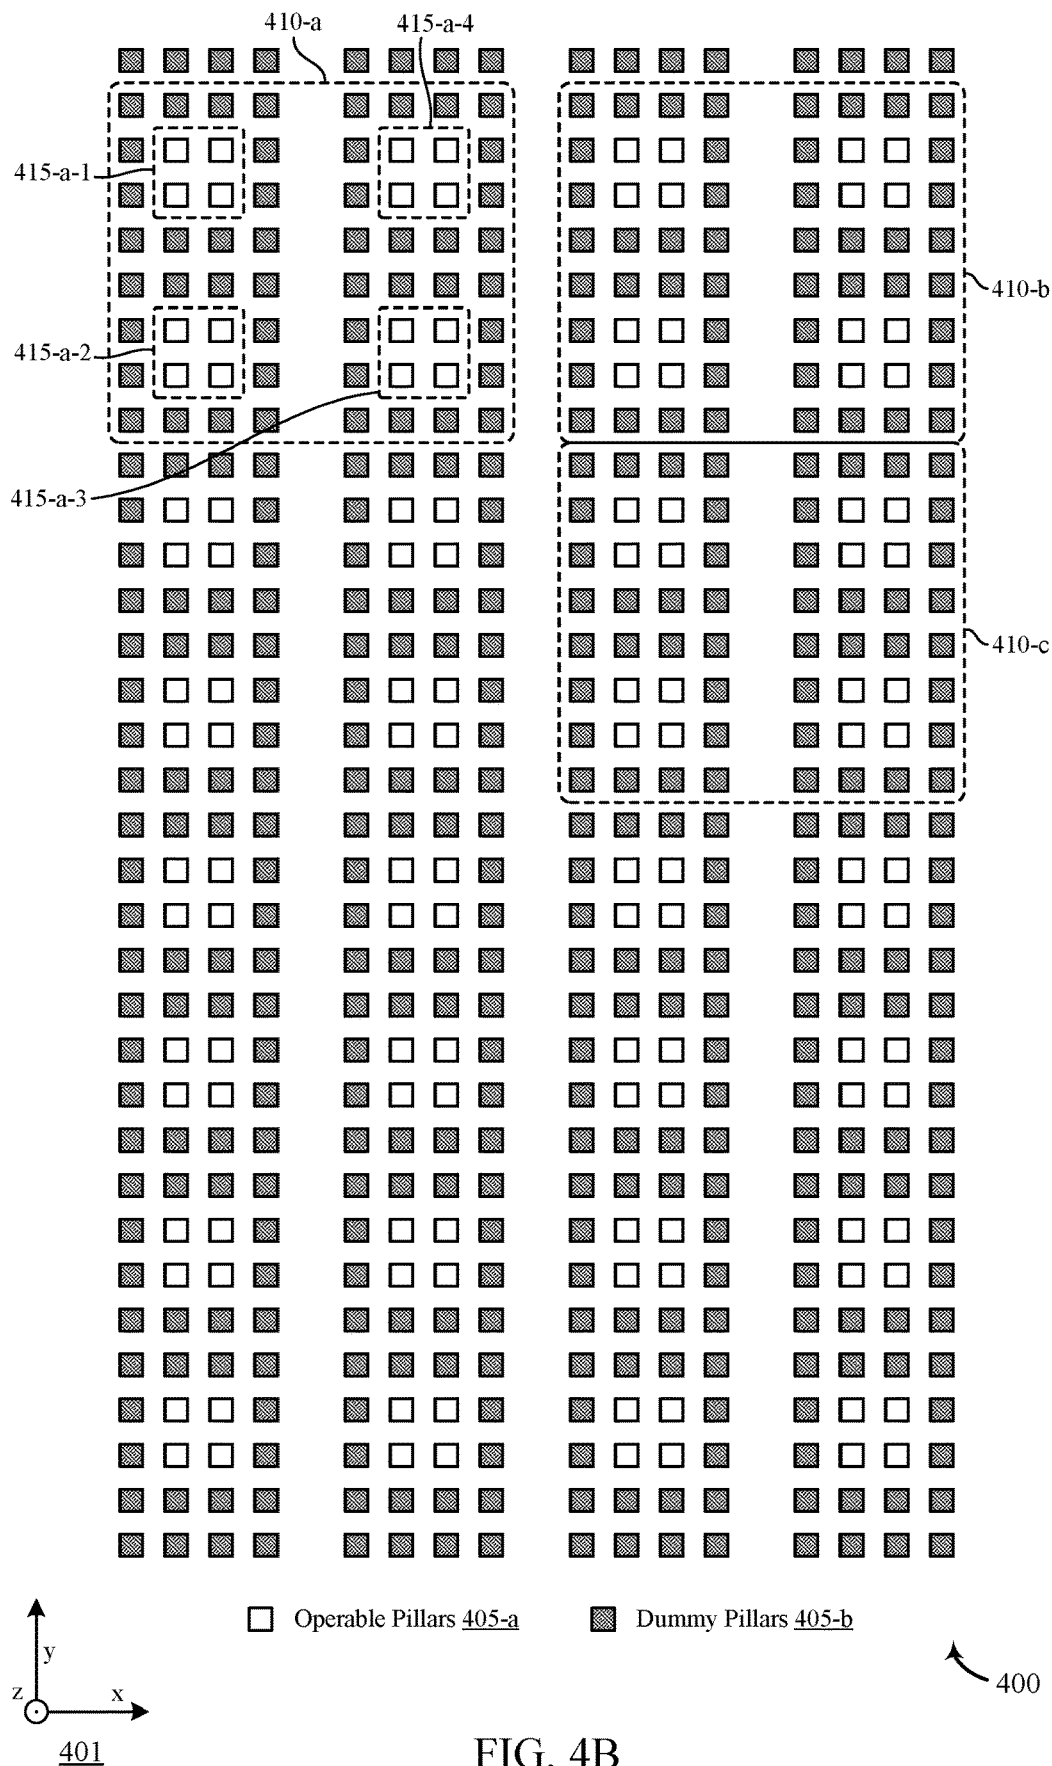 410-a
415-a-4
415-a-1
410-b
415-a-2
415-a-3
410-c
Operable Pillars 405-a
Dummy Pillars 405-b
y
z
x
400
401
FIG. 4B